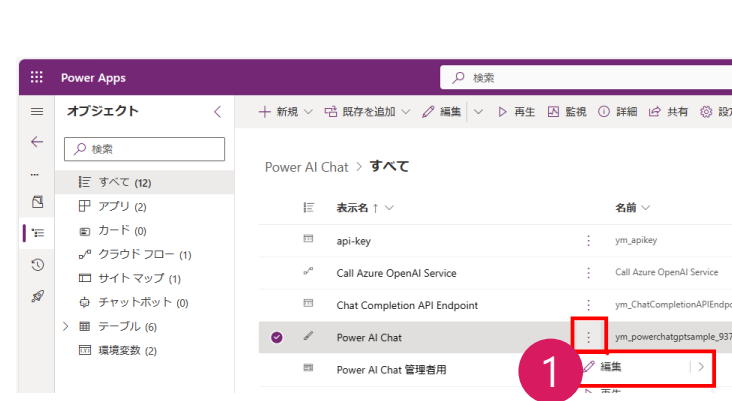 Power Apps
検索
オブジェクト
新規 既存を追加 編集 再生 監視 詳細 共有
検索
Power AI Chat > すべて
すべて (12)
アプリ (2)
カード (0)
クラウド フロー (1)
サイト マップ (1)
チャットボット (0)
テーブル (6)
環境変数 (2)
表示名 ↑ 名前
api-key ym_apikey
Call Azure OpenAI Service Call Azure OpenAI Service
Chat Completion API Endpoint
Power AI Chat ym_powerchatgptsample_937
Power AI Chat 管理者用
1
編集